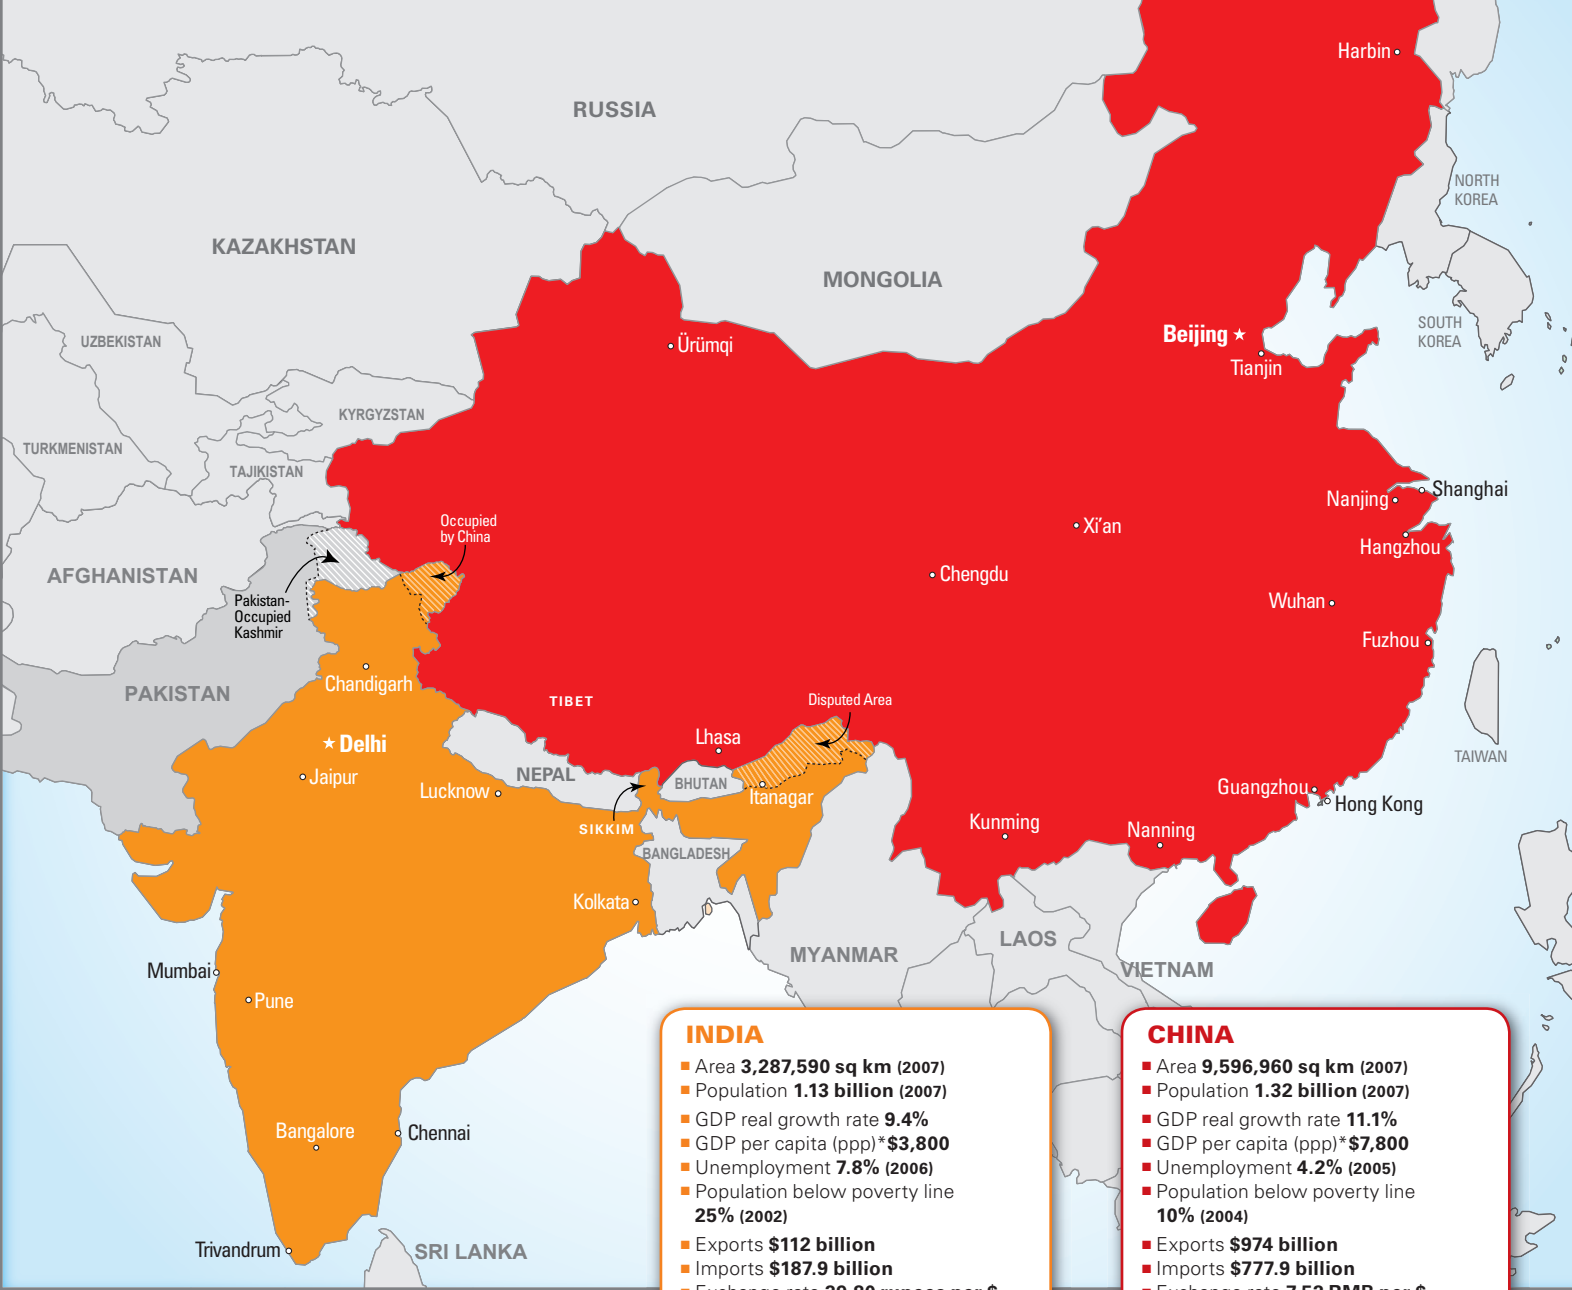 Harbin
RUSSIA
NORTH
KOREA
KAZAKHSTAN
MONGOLIA
SOUTH
KOREA
UZBEKISTAN
Beijing
Ürümqi
Tianjin
KYRGYZSTAN
TURKMENISTAN
TAJIKISTAN
Shanghai
Nanjing
Occupied
by China
Xi'an
Hangzhou
AFGHANISTAN
Chengdu
Pakistan-
Occupied
Kashmir
Wuhan
Fuzhou
Chandigarh
PAKISTAN
TIBET
Disputed Area
Lhasa
Delhi
TAIWAN
Jaipur
NEPAL
BHUTAN
Lucknow
Itanagar
Guangzhou
Hong Kong
SIKKIM
Kunming
Nanning
BANGLADESH
Kolkata
LAOS
MYANMAR
VIETNAM
Mumbai
Pune
Bangalore
Chennai
Trivandrum
SRI LANKA
INDIA
Area 3,287,590 sq km (2007)
Population 1.13 billion (2007)
GDP real growth rate 9.4%
GDP per capita (ppp)* $3,800
Unemployment 7.8% (2006)
Population below poverty line
25% (2002)
Exports $112 billion
Imports $187.9 billion
CHINA
Area 9,596,960 sq km (2007)
Population 1.32 billion (2007)
GDP real growth rate 11.1%
GDP per capita (ppp)* $7,800
Unemployment 4.2% (2005)
Population below poverty line
10% (2004)
Exports $974 billion
Imports $777.9 billion